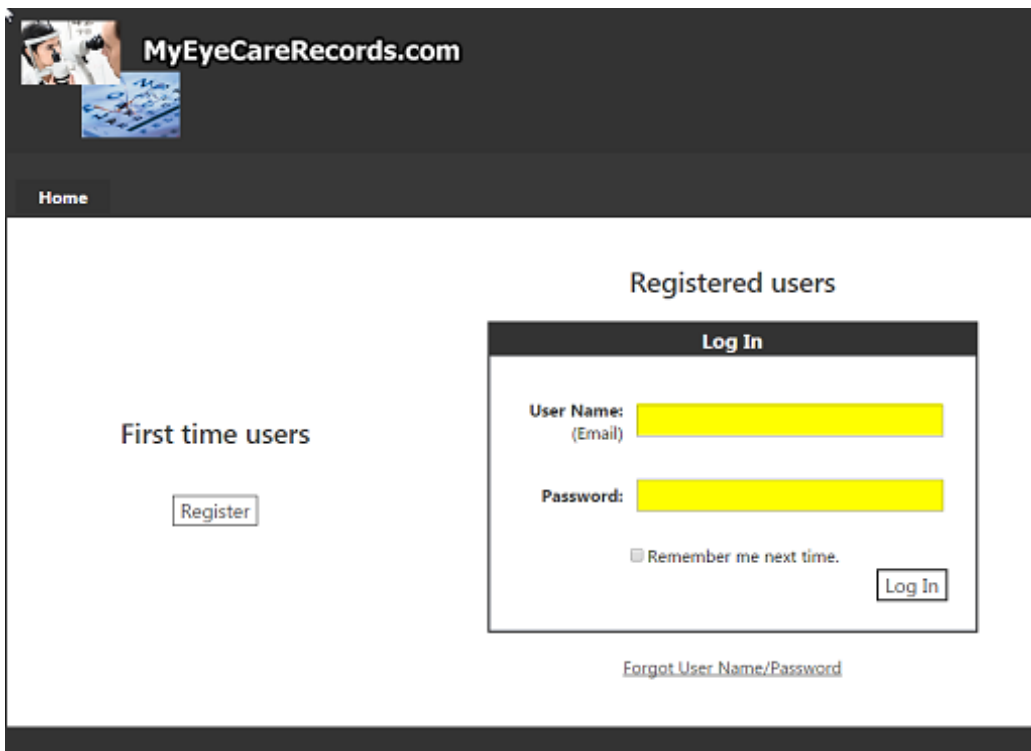 MyEyeCareRecords.com
Home
First time users
Register
Registered users
Log In
User Name:
(Email)
Password:
Remember me next time.
Log In
Forgot User Name/Password